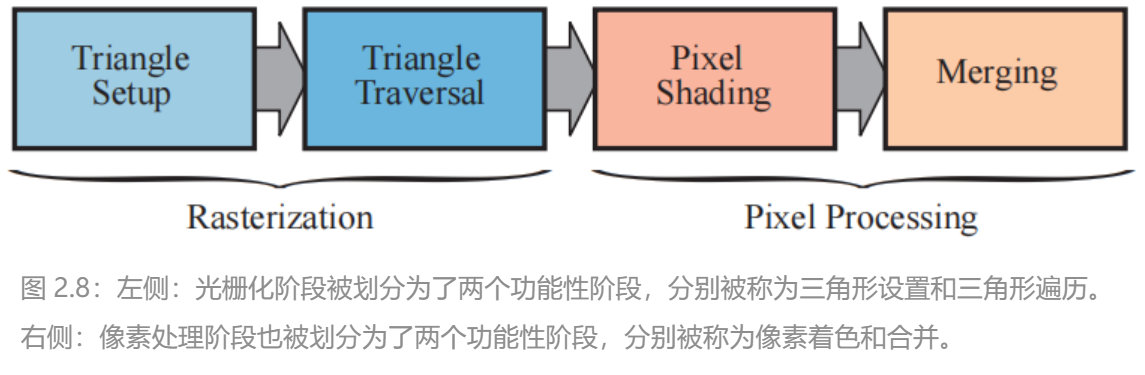 Triangle
Setup
Triangle
Traversal
Pixel
Shading
Merging
Rasterization
Pixel Processing
图 2.8：左侧：光栅化阶段被划分为了两个功能性阶段，分别被称为三角形设置和三角形遍历。
右侧：像素处理阶段也被划分为了两个功能性阶段，分别被称为像素着色和合并。